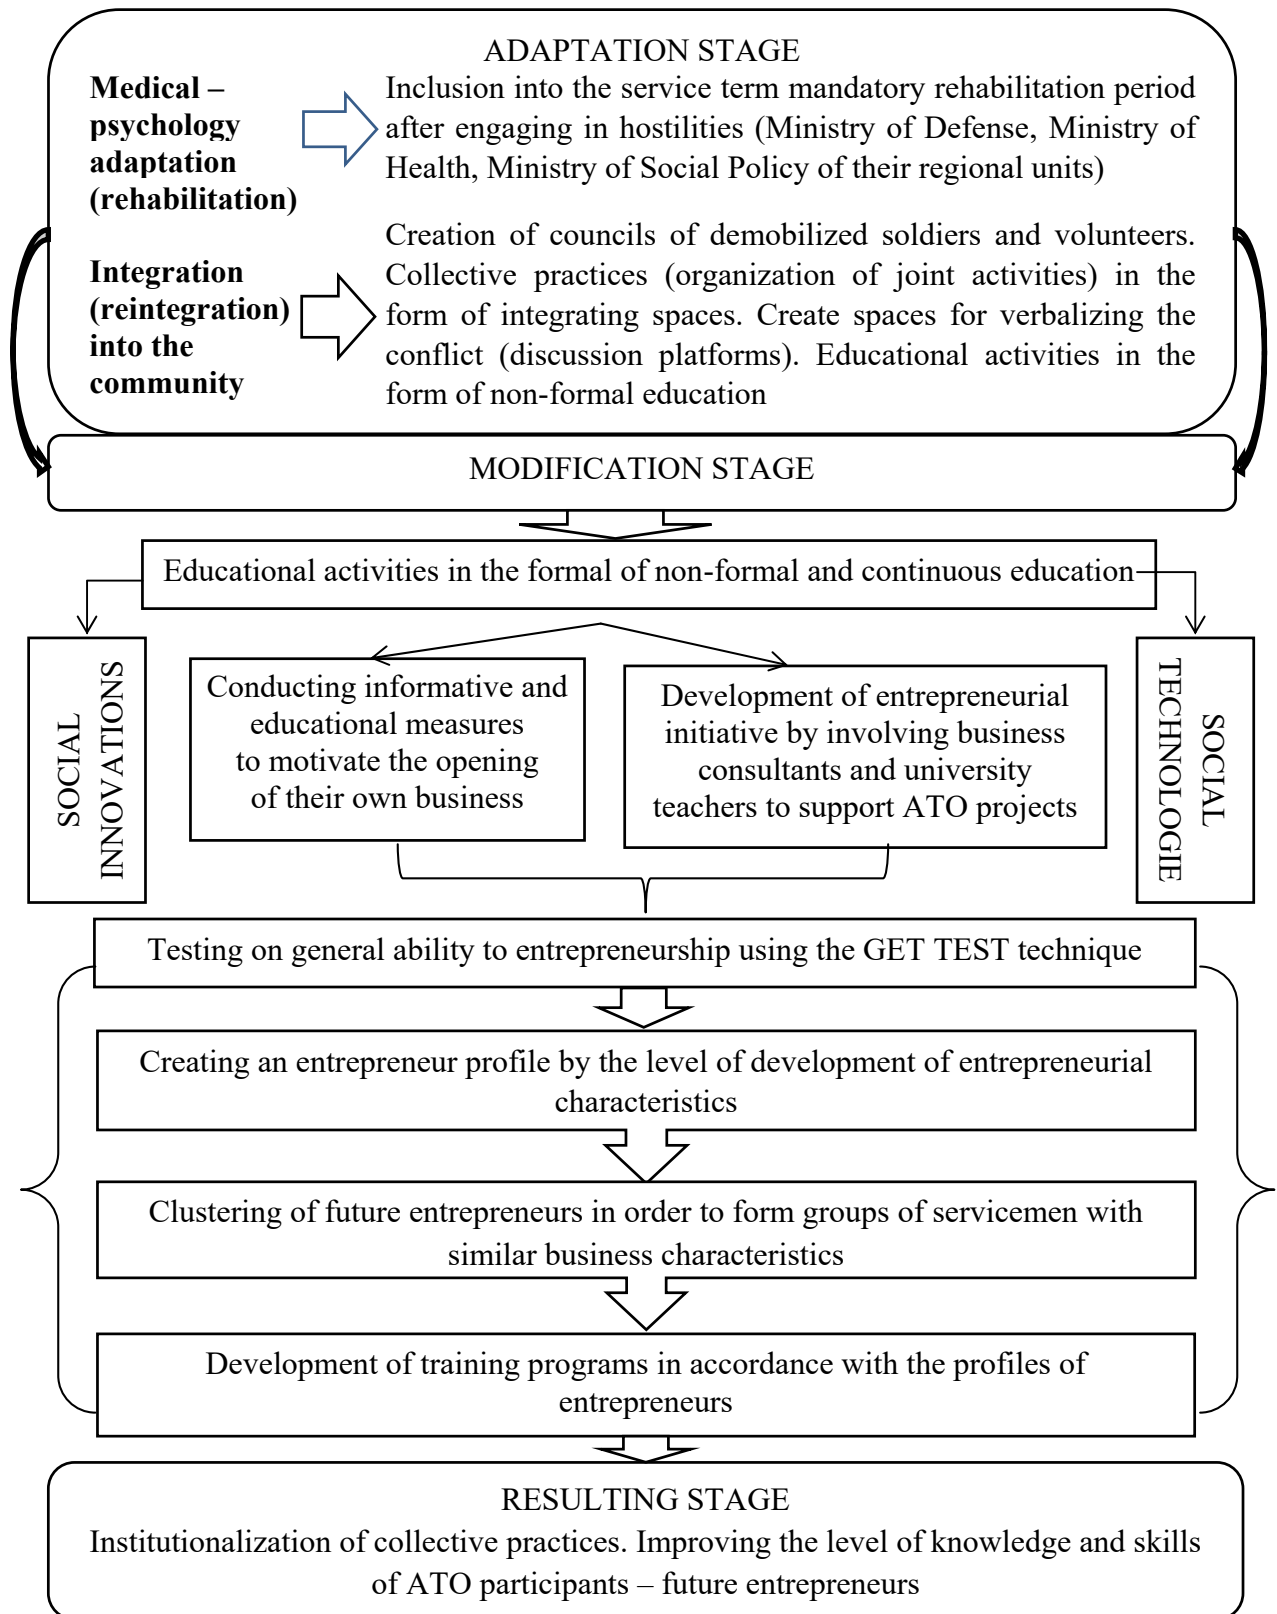 ADAPTATION STAGE
Medical –
psychology
adaptation
(rehabilitation)
Inclusion into the service term mandatory rehabilitation period
after engaging in hostilities (Ministry of Defense, Ministry of
Health, Ministry of Social Policy of their regional units)
Integration
(reintegration)
into the
community
Creation of councils of demobilized soldiers and volunteers.
Collective practices (organization of joint activities) in the
form of integrating spaces. Create spaces for verbalizing the
conflict (discussion platforms). Educational activities in the
form of non-formal education
MODIFICATION STAGE
Educational activities in the formal of non-formal and continuous education
SOCIAL
INNOVATIONS
Conducting informative and
educational measures
to motivate the opening
of their own business
Development of entrepreneurial
initiative by involving business
consultants and university
teachers to support ATO projects
SOCIAL
TECHNOLOGIE
Testing on general ability to entrepreneurship using the GET TEST technique
Creating an entrepreneur profile by the level of development of entrepreneurial
characteristics
Clustering of future entrepreneurs in order to form groups of servicemen with
similar business characteristics
Development of training programs in accordance with the profiles of
entrepreneurs
RESULTING STAGE
Institutionalization of collective practices. Improving the level of knowledge and skills
of ATO participants – future entrepreneurs